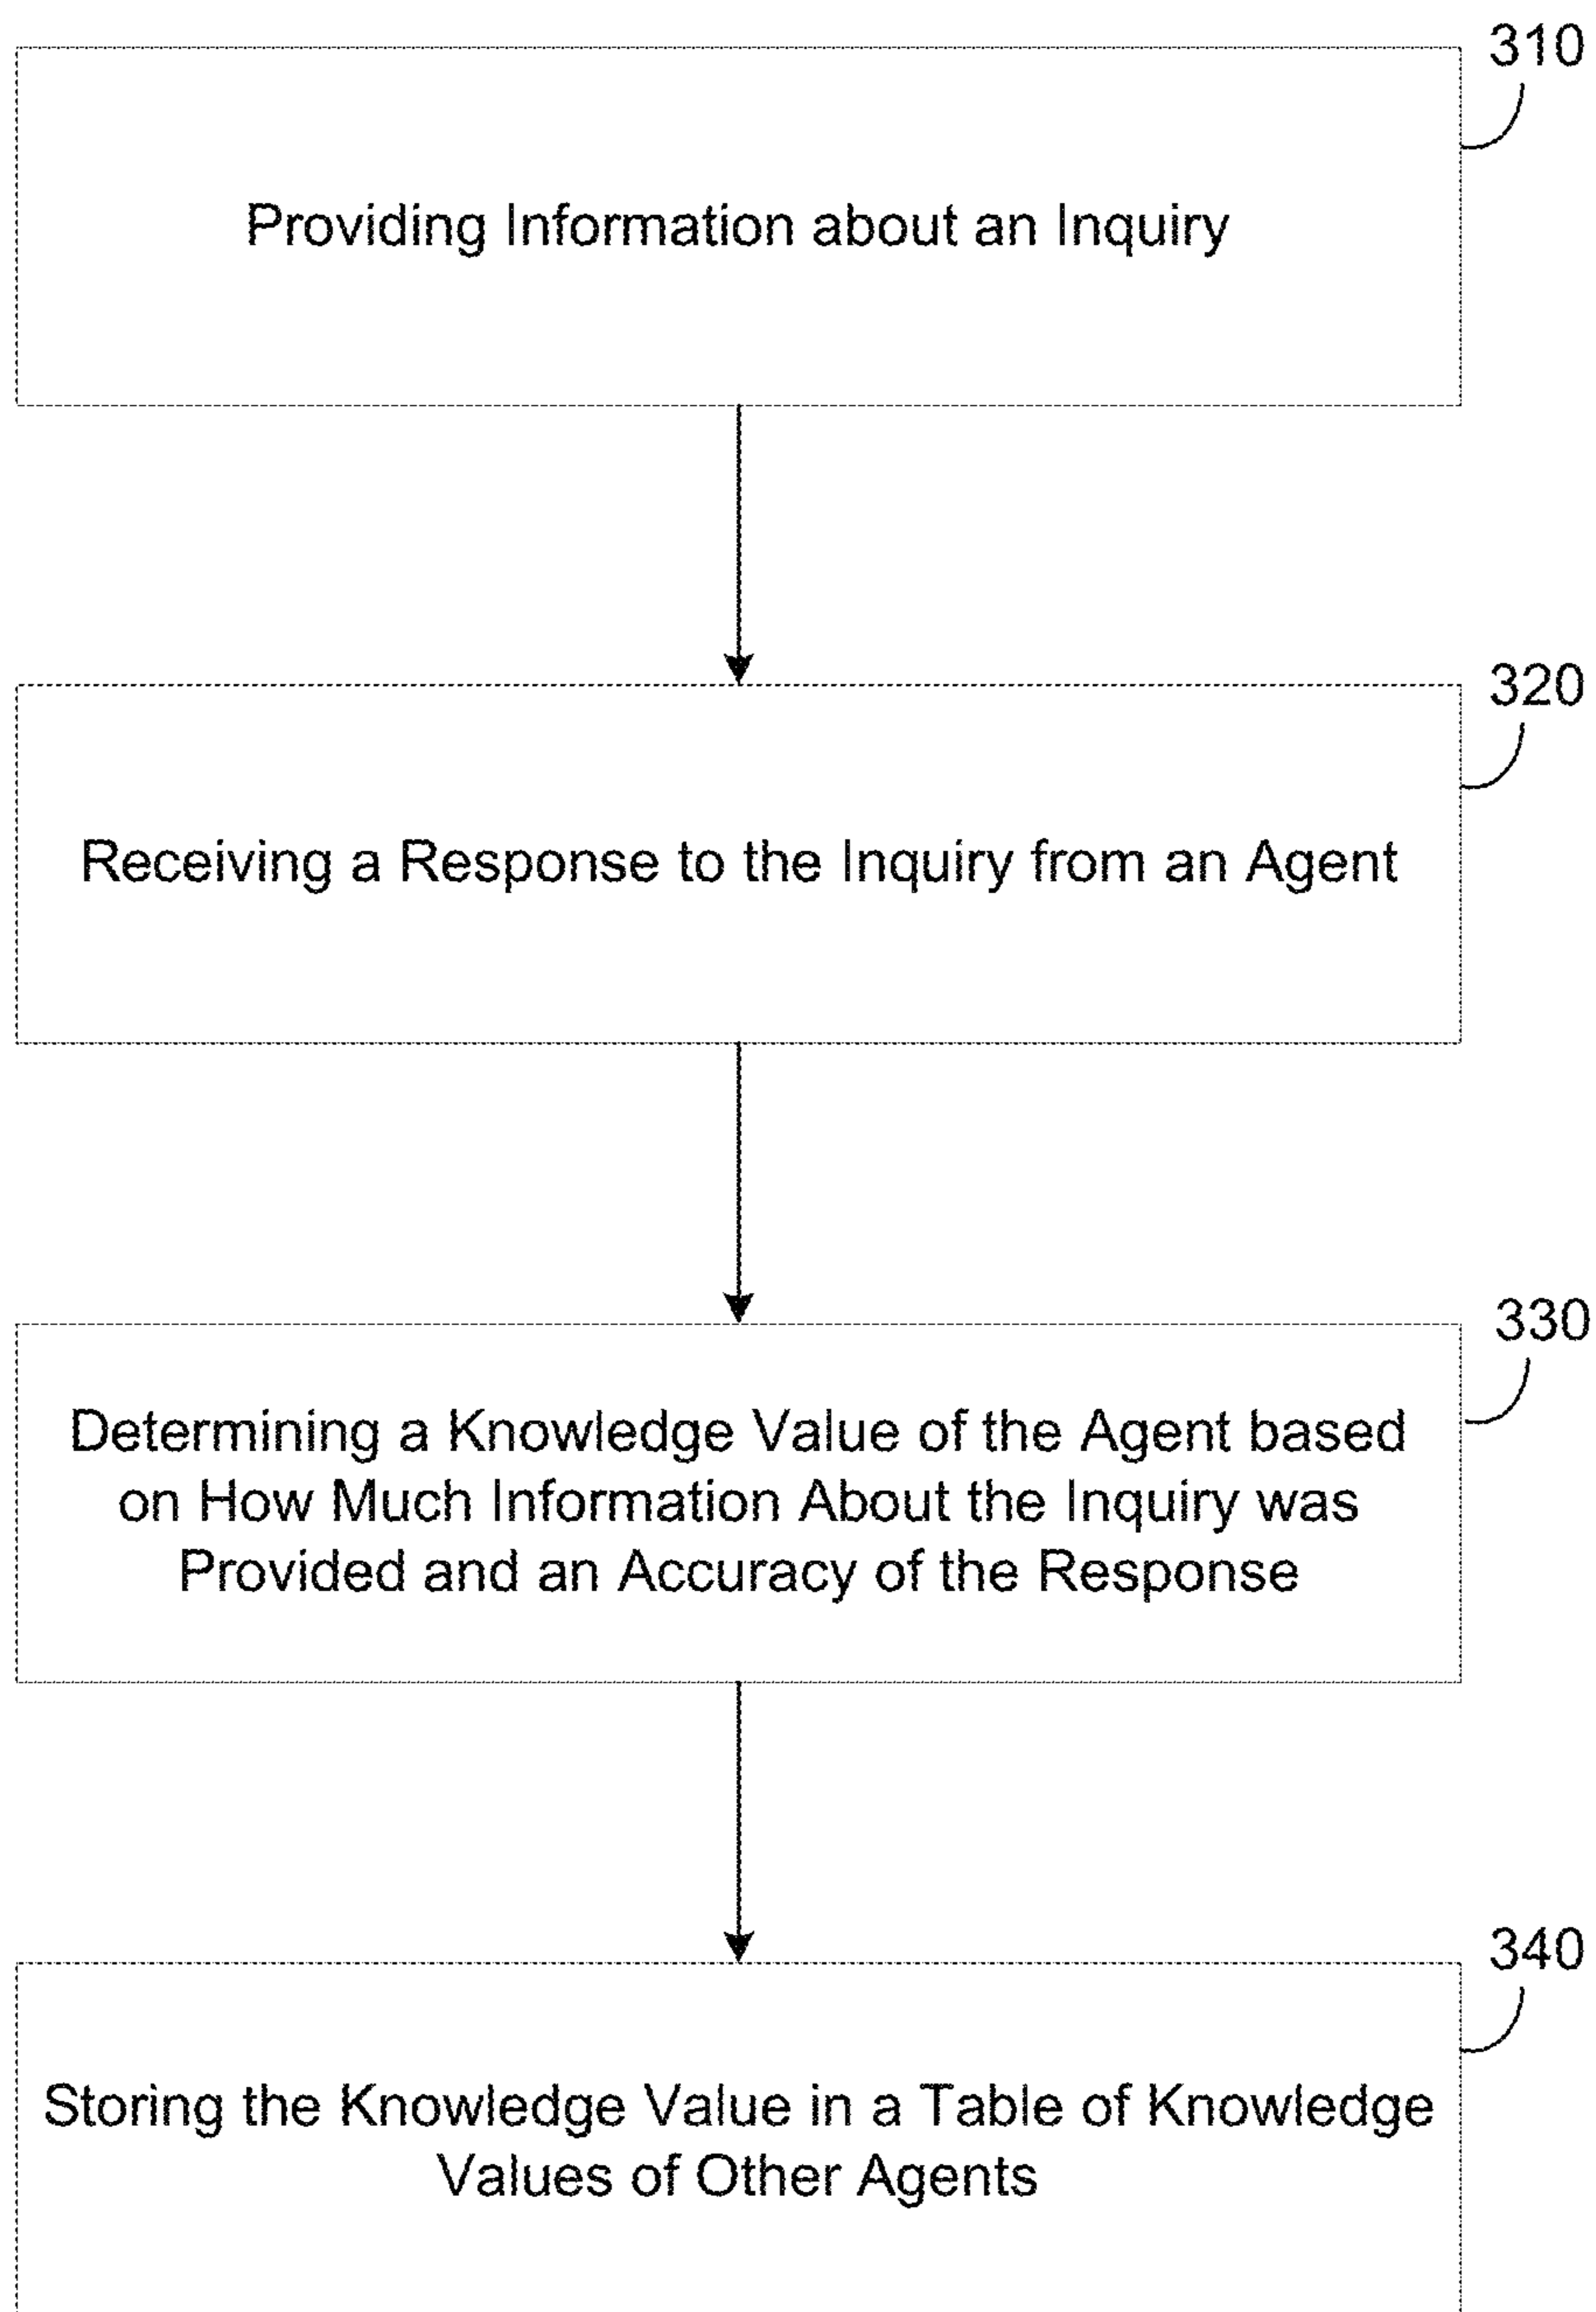 310
Providing Information about an Inquiry
320
Receiving a Response to the Inquiry from an Agent
330
Determining a Knowledge Value of the Agent based
on How Much Information About the Inquiry was
Provided and an Accuracy of the Response
340
Storing the Knowledge Value in a Table of Knowledge
Values of Other Agents